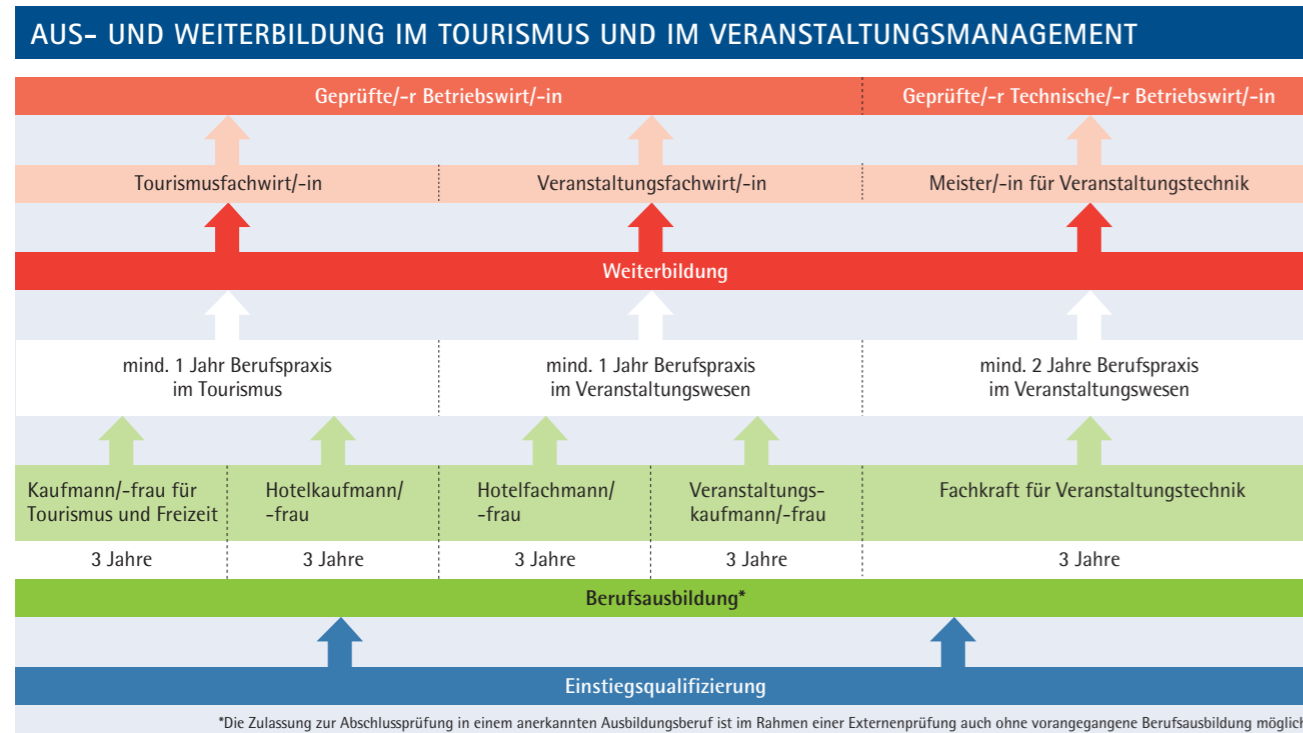 AUS- UND WEITERBILDUNG IM TOURISMUS UND IM VERANSTALTUNGSMANAGEMENT
Geprüfte/-r Betriebswirt/-in
Geprüfte/-r Technische/-r Betriebswirt/-in
Tourismusfachwirt/-in
Veranstaltungsfachwirt/-in
Meister/-in für Veranstaltungstechnik
Weiterbildung
mind. 1 Jahr Berufspraxis
im Tourismus
mind. 1 Jahr Berufspraxis
im Veranstaltungswesen
mind. 2 Jahre Berufspraxis
im Veranstaltungswesen
Kaufmann/-frau für
Tourismus und Freizeit
Hotelkaufmann/
-frau
Hotelfachmann/
-frau
Veranstaltungs-
kaufmann/-frau
Fachkraft für Veranstaltungstechnik
3 Jahre
3 Jahre
3 Jahre
3 Jahre
3 Jahre
Berufsausbildung*
Einstiegsqualifizierung
*Die Zulassung zur Abschlussprüfung in einem anerkannten Ausbildungsberuf ist im Rahmen einer Externenprüfung auch ohne vorangegangene Berufsausbildung möglich